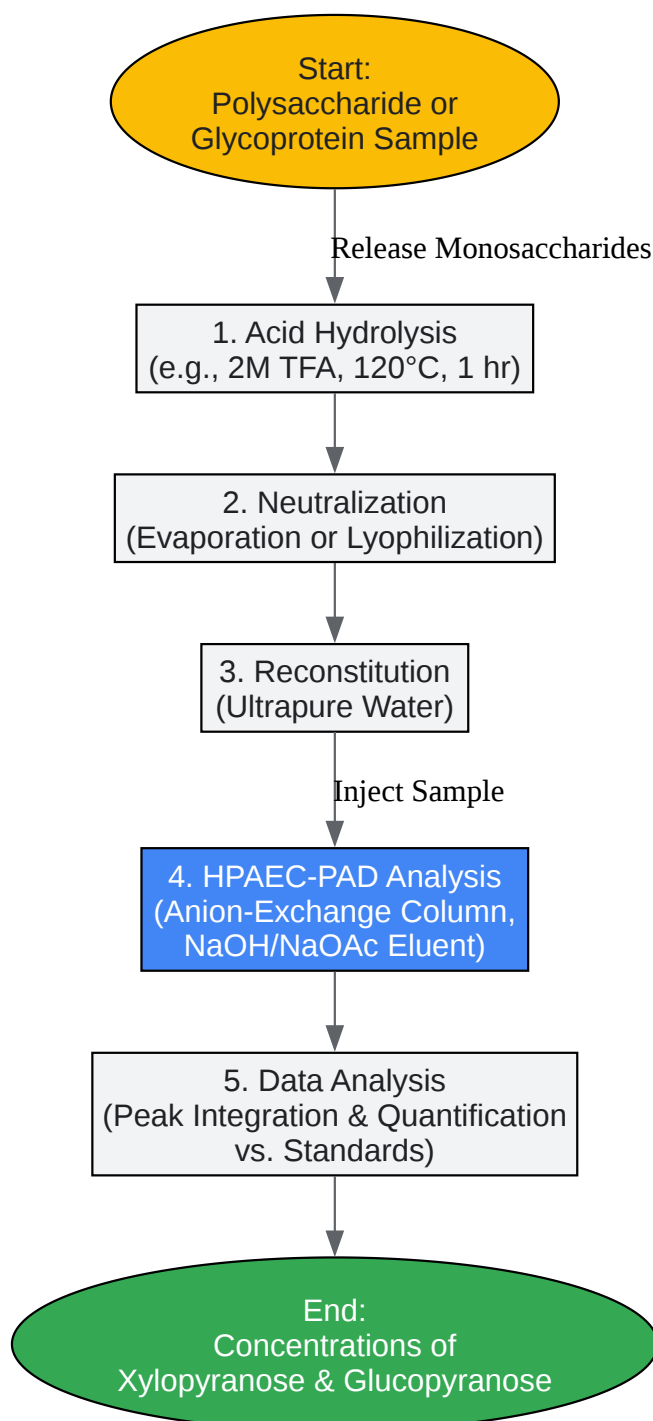 Start:
Polysaccharide or
Glycoprotein Sample
Release Monosaccharides
1. Acid Hydrolysis
(e.g., 2M TFA, 120°C, 1 hr)
2. Neutralization
(Evaporation or Lyophilization)
3. Reconstitution
(Ultrapure Water)
Inject Sample
4. HPAEC-PAD Analysis
(Anion-Exchange Column,
NaOH/NaOAc Eluent)
5. Data Analysis
(Peak Integration & Quantification
vs. Standards)
End:
Concentrations of
Xylopyranose & Glucopyranose